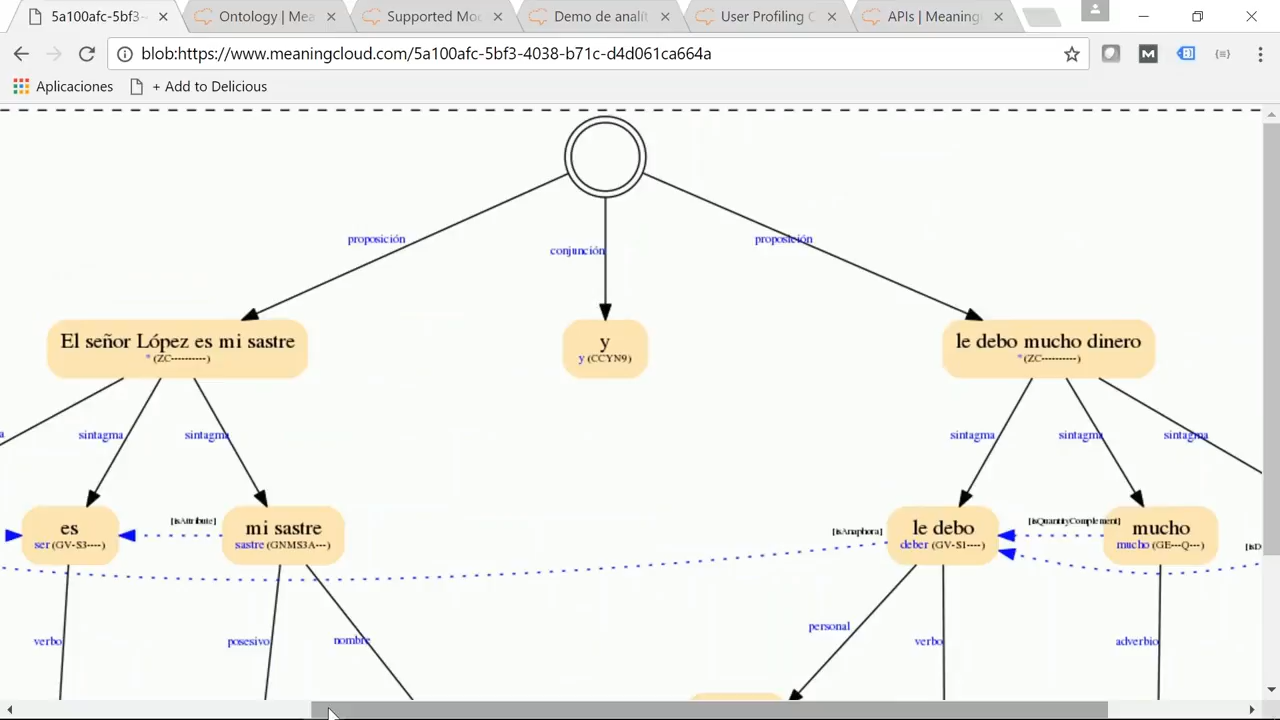 5a100afc-5bf3-
Ontology | Mea
Supported Moc
Demo de analít
User Profiling C
APIs | Meaning
blob:https://www.meaningcloud.com/5a100afc-5bf3-4038-b71c-d4d061ca664a
Aplicaciones
+ Add to Delicious
proposición
conjunción
proposición
El señor López es mi sastre
* (ZC----------)
y
y (CCYN9)
le debo mucho dinero
* (ZC----------)
a
sintagma
sintagma
sintagma
sintagma
sintagma
es
ser (GV-S3----)
[isAttribute]
mi sastre
sastre (GNMS3A---)
[isAnaphora]
le debo
deber (GV-S1----)
[isQuantityComplement]
mucho
mucho (GE---Q---)
[isD
verbo
posesivo
nombre
personal
verbo
adverbio